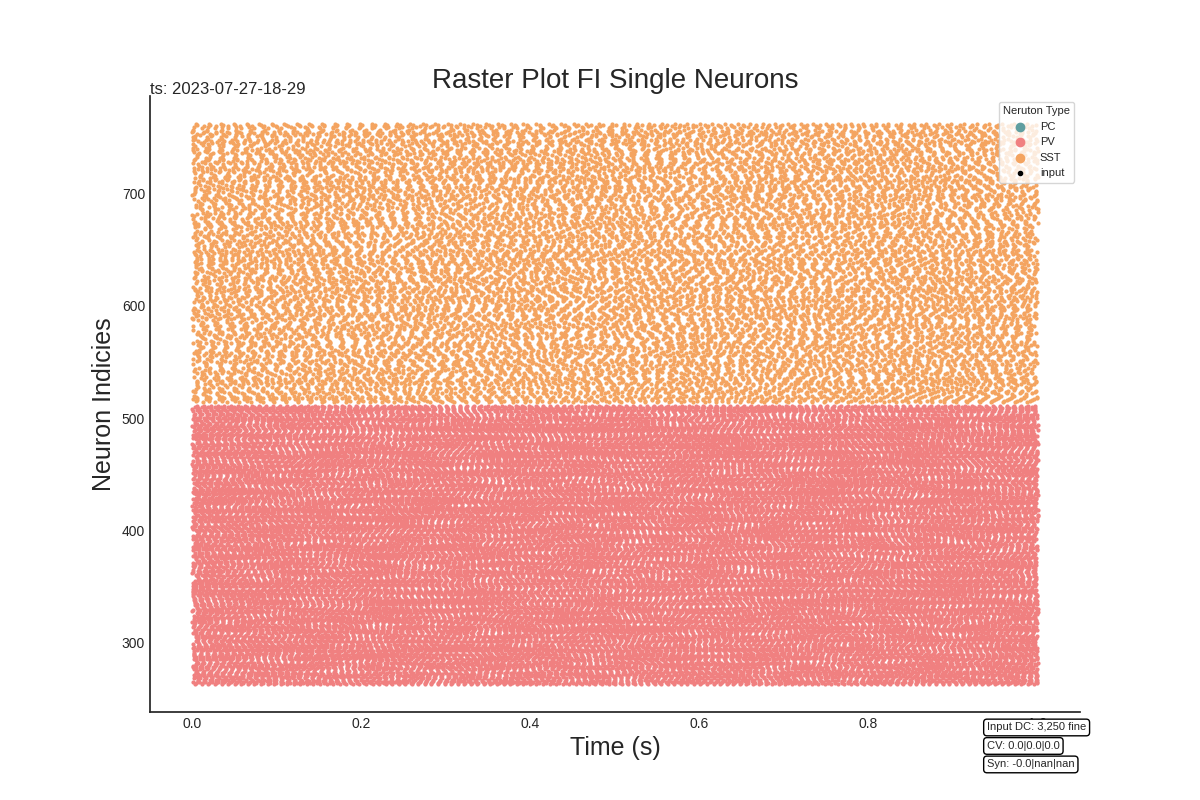 Raster Plot FI Single Neurons
ts: 2023-07-27-18-29
Neruton Type
PC
PV
SST
input
Neuron Indicies
700
600
500
400
300
0.0
0.2
0.4
0.6
0.8
Time (s)
Input DC: 3,250 fine
CV: 0.0|0.0|0.0
Syn: -0.0|nan|nan